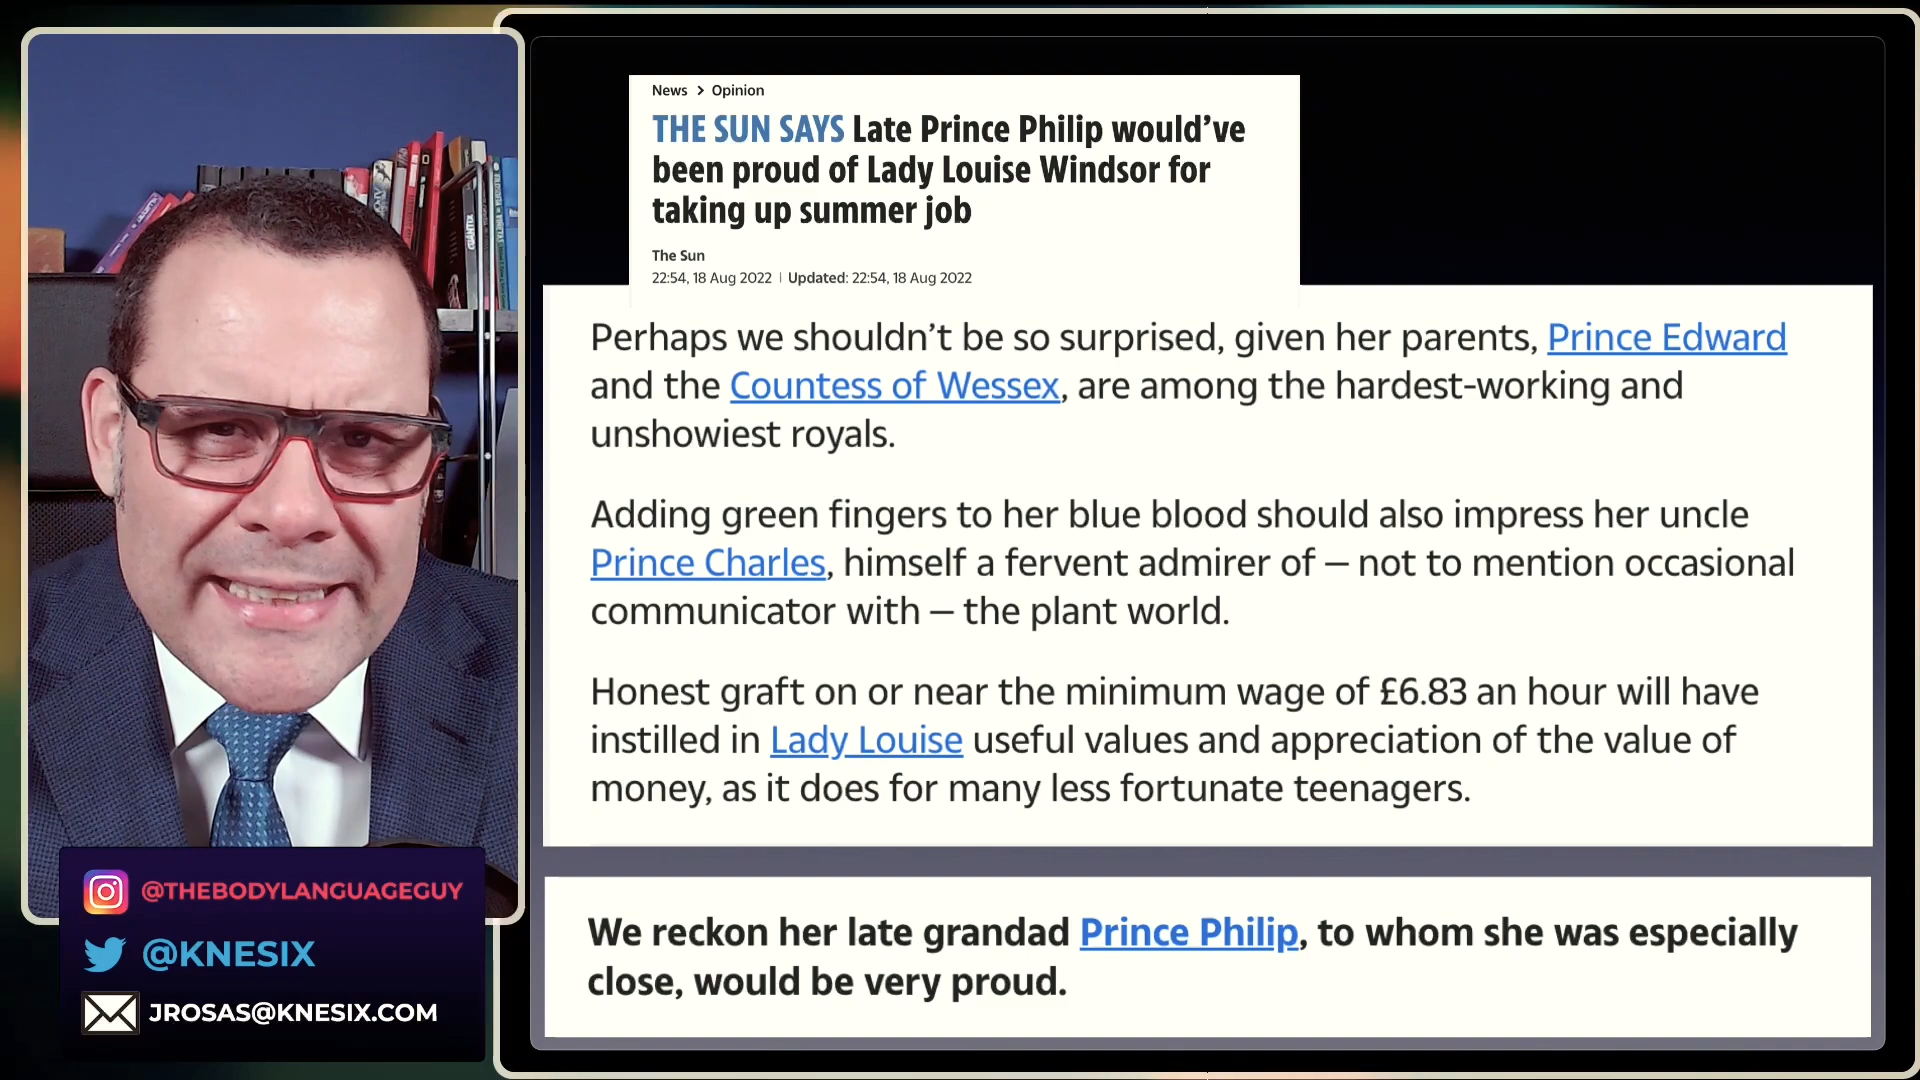 News > Opinion
THE SUN SAYS Late Prince Philip would’ve
been proud of Lady Louise Windsor for
taking up summer job
The Sun
22:54, 18 Aug 2022 | Updated: 22:54, 18 Aug 2022
Perhaps we shouldn’t be so surprised, given her parents, Prince Edward
and the Countess of Wessex, are among the hardest-working and
unshowiest royals.
Adding green fingers to her blue blood should also impress her uncle
Prince Charles, himself a fervent admirer of – not to mention occasional
communicator with – the plant world.
Honest graft on or near the minimum wage of £6.83 an hour will have
instilled in Lady Louise useful values and appreciation of the value of
money, as it does for many less fortunate teenagers.
We reckon her late grandad Prince Philip, to whom she was especially
close, would be very proud.
@THEBODYLANGUAGEGUY
@KNESIX
JROSAS@KNESIX.COM